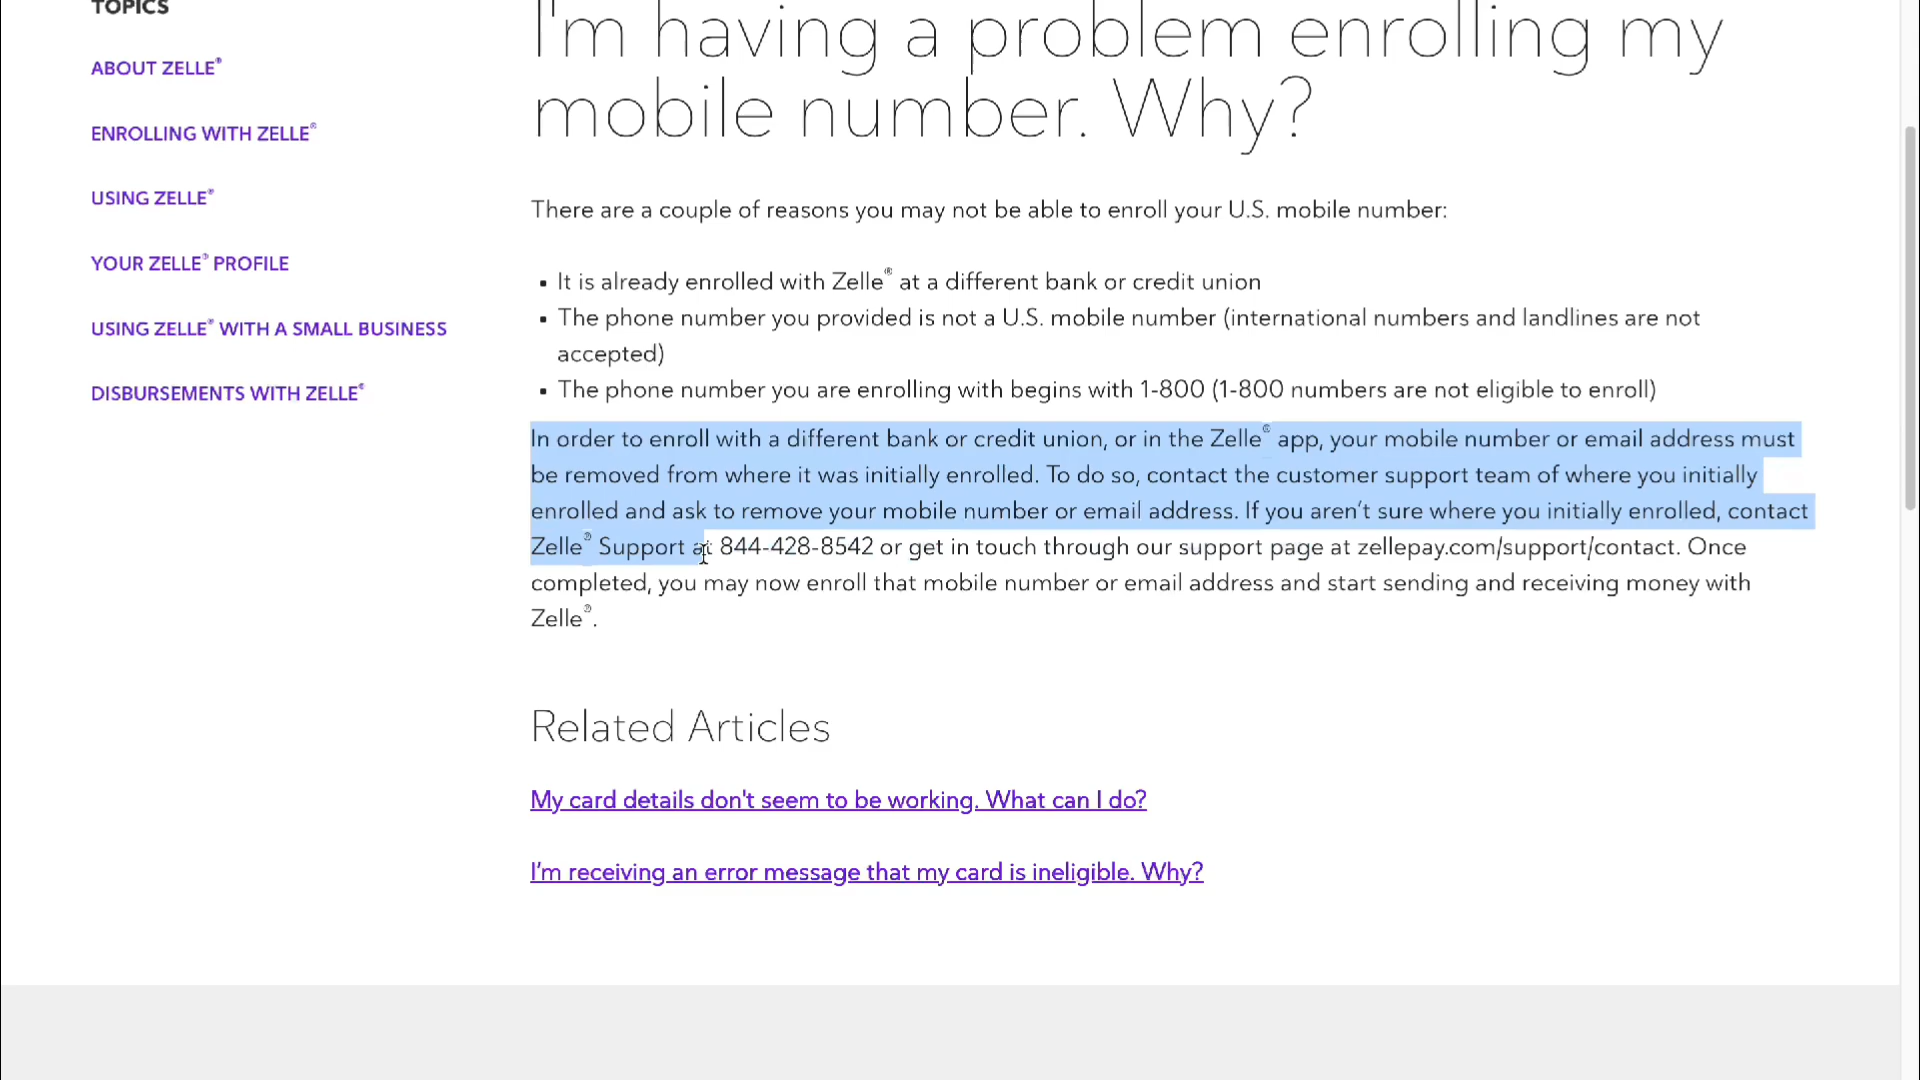 TOPICS
ABOUT ZELLE®
ENROLLING WITH ZELLE®
USING ZELLE®
YOUR ZELLE® PROFILE
USING ZELLE® WITH A SMALL BUSINESS
DISBURSEMENTS WITH ZELLE®
I'm having a problem enrolling my
mobile number. Why?
There are a couple of reasons you may not be able to enroll your U.S. mobile number:
▪ It is already enrolled with Zelle® at a different bank or credit union
▪ The phone number you provided is not a U.S. mobile number (international numbers and landlines are not
accepted)
▪ The phone number you are enrolling with begins with 1-800 (1-800 numbers are not eligible to enroll)
In order to enroll with a different bank or credit union, or in the Zelle® app, your mobile number or email address must
be removed from where it was initially enrolled. To do so, contact the customer support team of where you initially
enrolled and ask to remove your mobile number or email address. If you aren’t sure where you initially enrolled, contact
Zelle® Support at 844-428-8542 or get in touch through our support page at zellepay.com/support/contact. Once
completed, you may now enroll that mobile number or email address and start sending and receiving money with
Zelle®.
Related Articles
My card details don't seem to be working. What can I do?
I’m receiving an error message that my card is ineligible. Why?